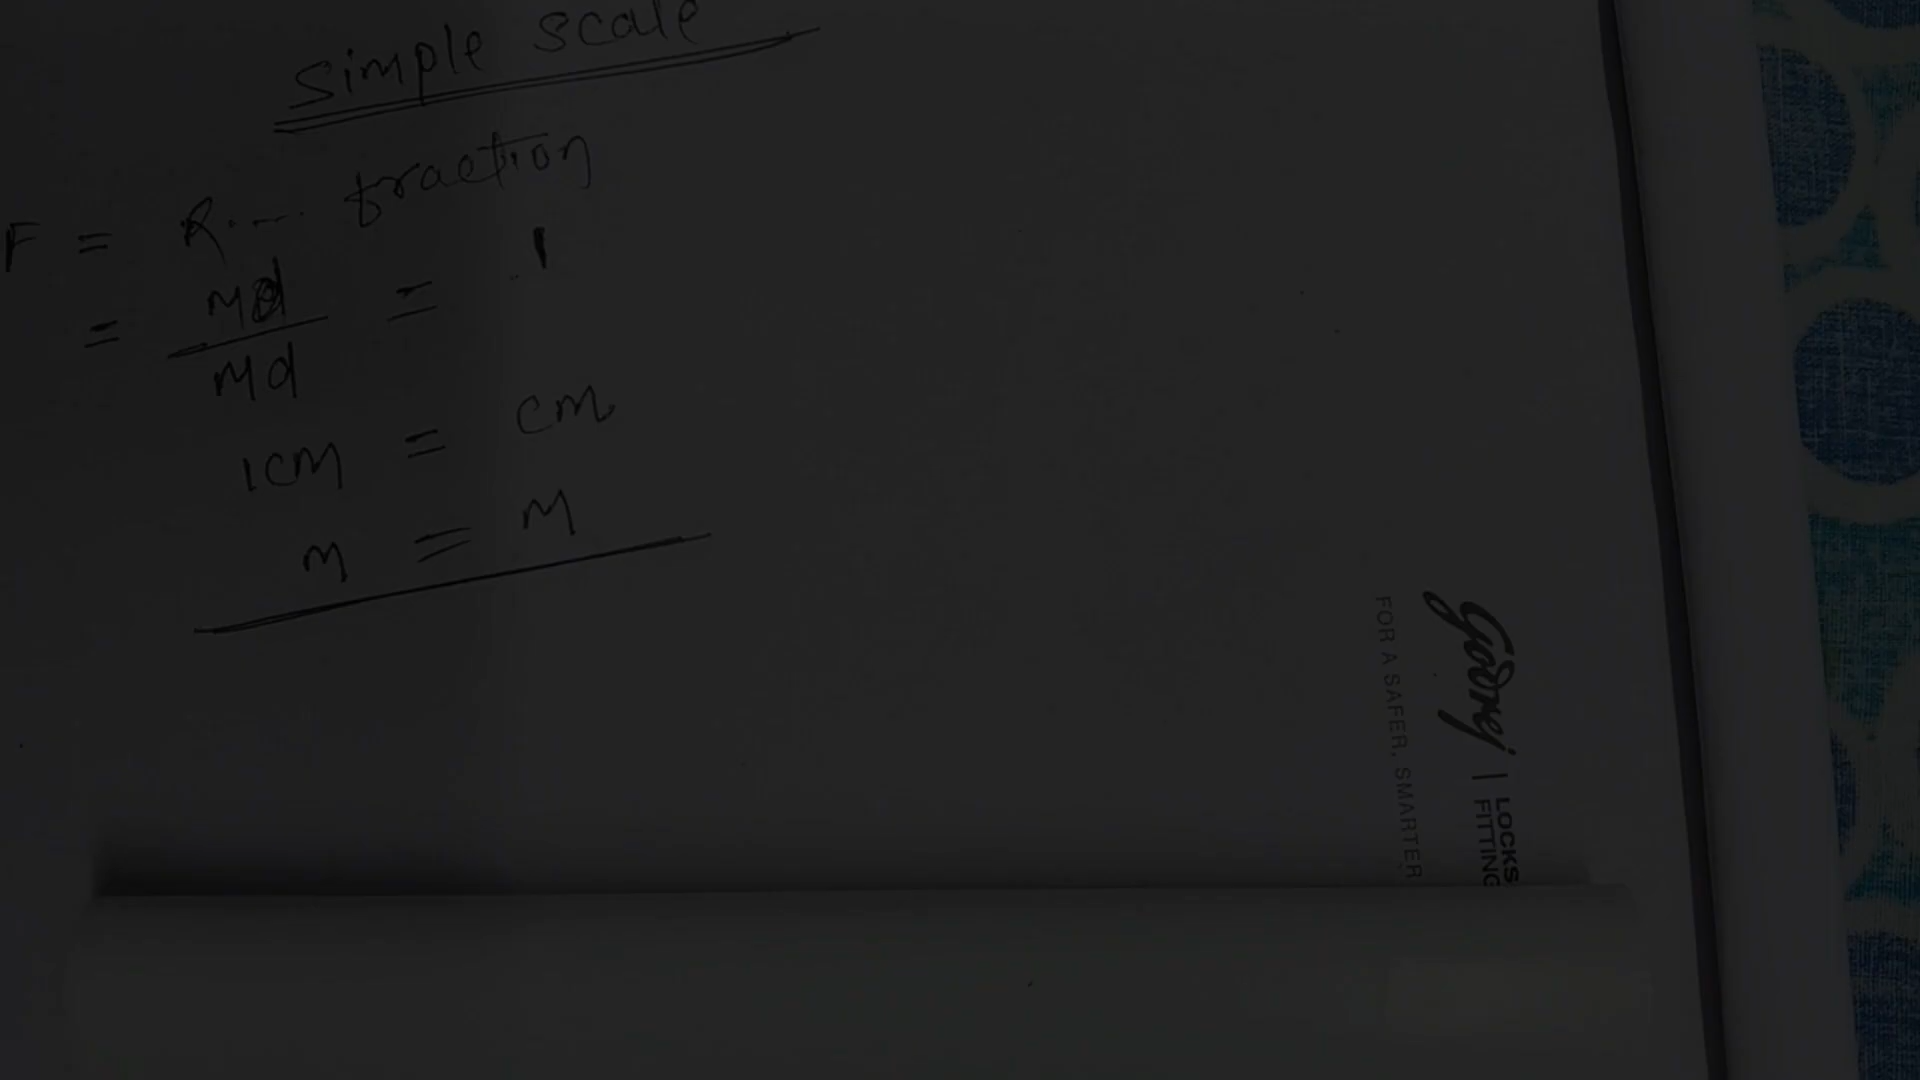 Simple scale
F = R.... fraction
= Md/Md = 1
1cm = cm
m = m
Godrej | LOCKS
FITTING
FOR A SAFER, SMARTER